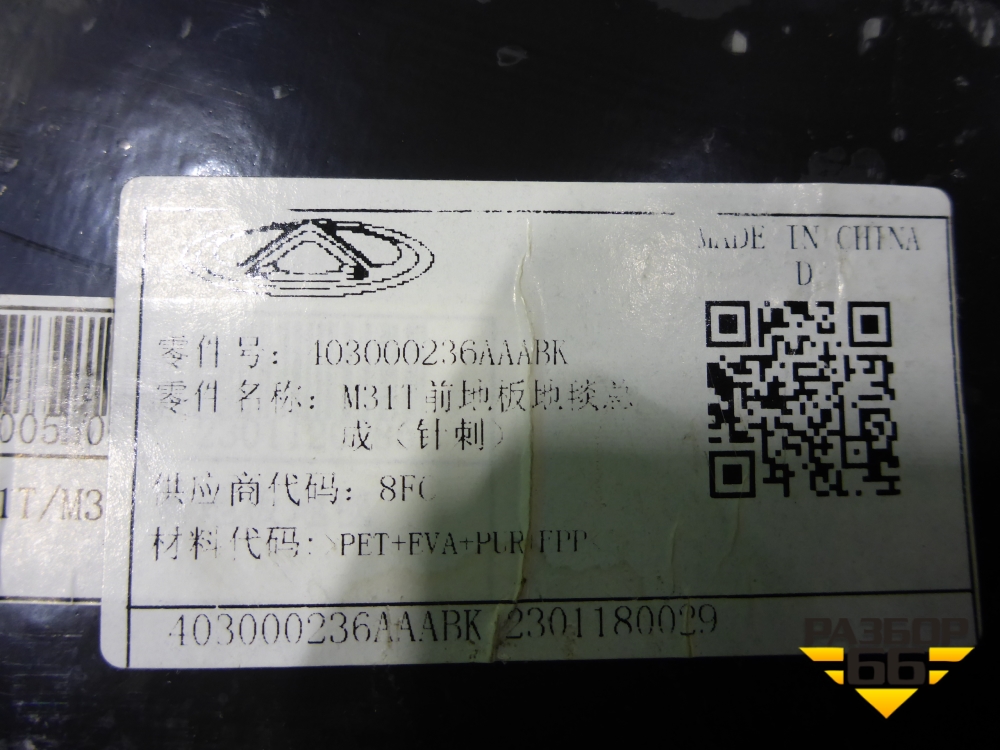 MADE IN CHINA
D
零件号: 403000236AAABK
零件名称: M31T前地板地毯总
成（针刺）
供应商代码: 8FC
材料代码: PET+EVA+PUR+EPP
403000236AAABK 2301180029
005
1T/M3
РАЗБОР
66